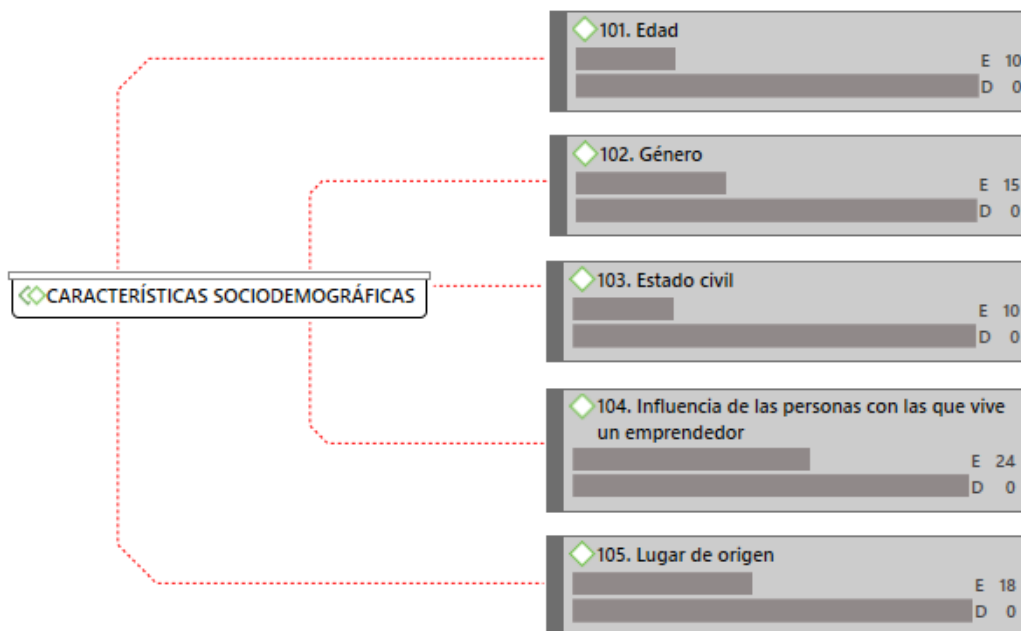 101. Edad
E 10
D 0
102. Género
E 15
D 0
CARACTERÍSTICAS SOCIODEMOGRÁFICAS
103. Estado civil
E 10
D 0
104. Influencia de las personas con las que vive
un emprendedor
E 24
D 0
105. Lugar de origen
E 18
D 0